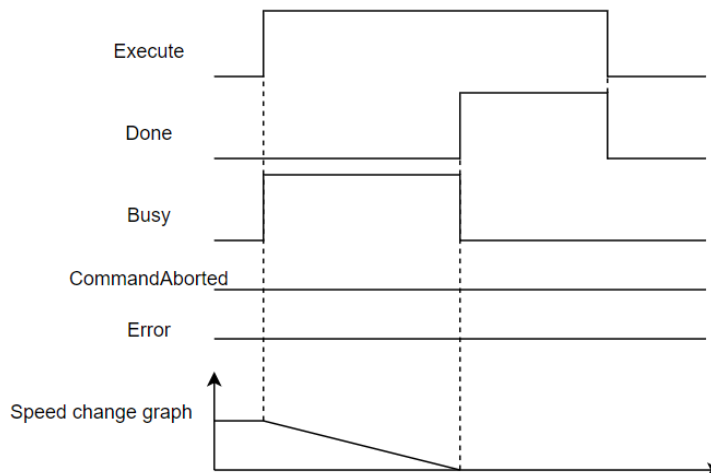 Execute
Done
Busy
CommandAborted
Error
Speed change graph